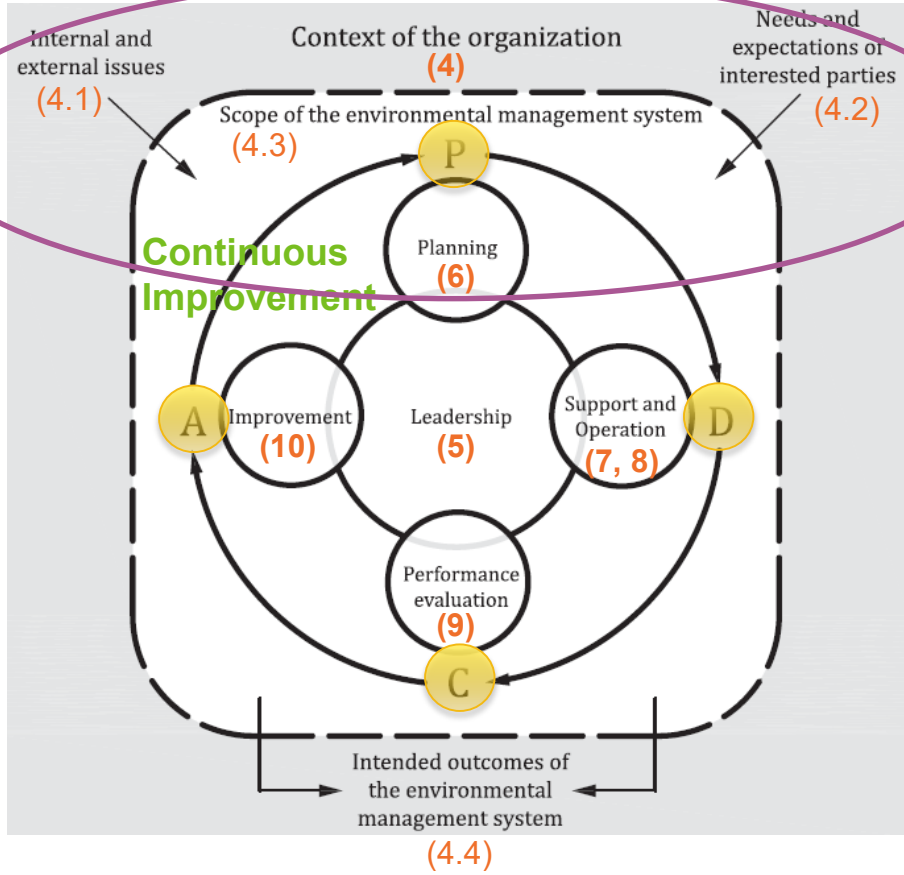 Internal and
external issues
(4.1)
Context of the organization
(4)
Needs and
expectations of
interested parties
(4.2)
Scope of the environmental management system
(4.3)
P
Planning
(6)
Continuous
Improvement
A
Improvement
(10)
Leadership
(5)
Support and
Operation
(7, 8)
D
Performance
evaluation
(9)
C
Intended outcomes of
the environmental
management system
(4.4)